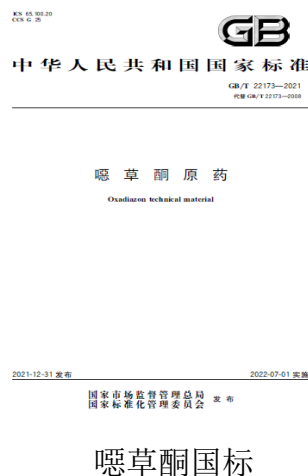 ICS 65.100.20
CCS G 25
GB
中华人民共和国国家标准
GB/T 22173—2021
代替 GB/T 22173—2008
噁草酮原药
Oxadiazon technical material
2021-12-31 发布
2022-07-01 实施
国家市场监督管理总局
国家标准化管理委员会
发布
噁草酮国标